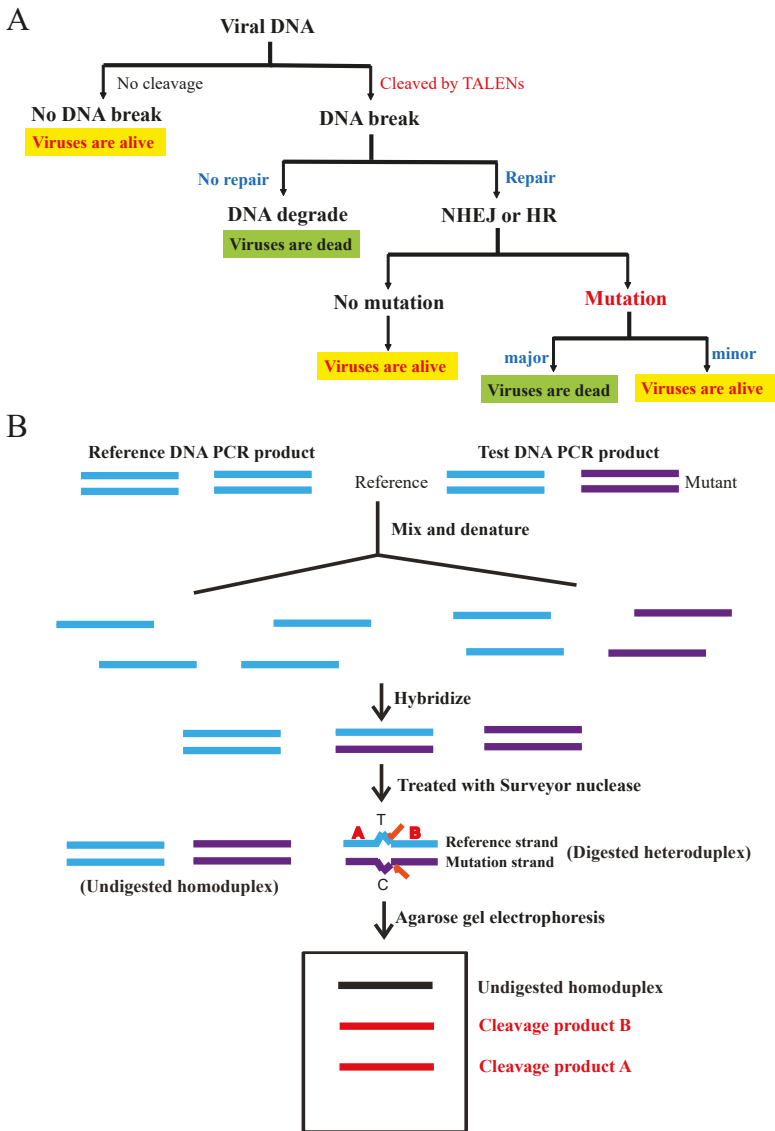 A
Viral DNA
No cleavage
Cleaved by TALENs
No DNA break
Viruses are alive
DNA break
No repair
Repair
DNA degrade
Viruses are dead
NHEJ or HR
No mutation
Mutation
Viruses are alive
major
minor
Viruses are dead
Viruses are alive
B
Reference DNA PCR product
Test DNA PCR product
Reference
Mutant
Mix and denature
Hybridize
Treated with Surveyor nuclease
T
A
B
Reference strand
Mutation strand
(Digested heteroduplex)
(Undigested homoduplex)
C
Agarose gel electrophoresis
Undigested homoduplex
Cleavage product B
Cleavage product A